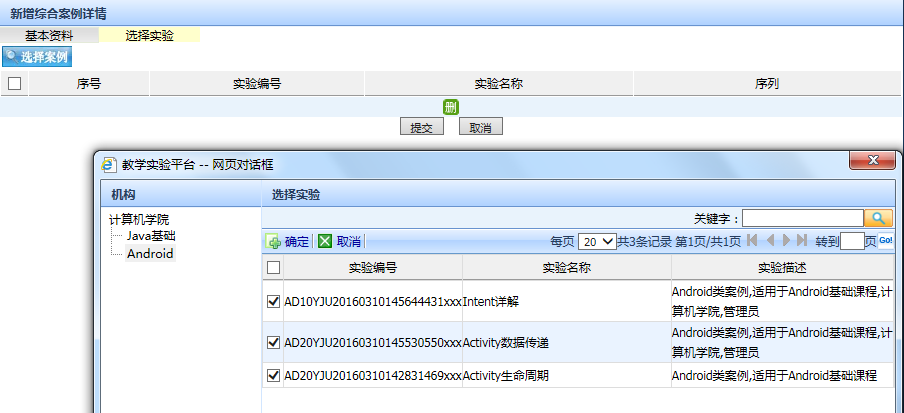 新增综合案例详情
基本资料 选择实验
选择案例
序号 实验编号 实验名称 序列
删
提交 取消
教学实验平台 -- 网页对话框
机构 选择实验
计算机学院
Java基础
Android
关键字：
确定 取消 每页 20 共3条记录 第1页/共1页 转到 页 Go!
实验编号 实验名称 实验描述
AD10YJU20160310145644431xxx Intent详解 Android类案例,适用于Android基础课程,计
算机学院,管理员
AD20YJU20160310145530550xxx Activity数据传递 Android类案例,适用于Android基础课程,计
算机学院,管理员
AD20YJU20160310142831469xxx Activity生命周期 Android类案例,适用于Android基础课程